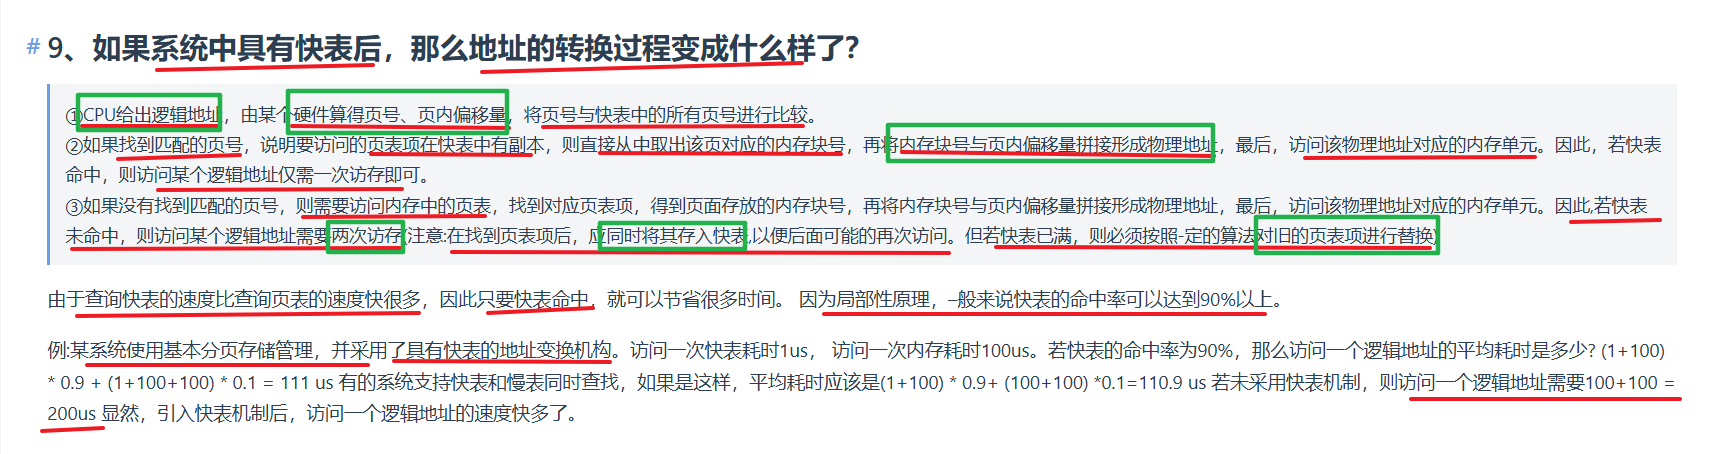 # 9、如果系统中具有快表后，那么地址的转换过程变成什么样了？
①CPU给出逻辑地址，由某个硬件算得页号、页内偏移量，将页号与快表中的所有页号进行比较。
②如果找到匹配的页号，说明要访问的页表项在快表中有副本，则直接从中取出该页对应的内存块号，再将内存块号与页内偏移量拼接形成物理地址，最后，访问该物理地址对应的内存单元。因此，若快表
命中，则访问某个逻辑地址仅需一次访存即可。
③如果没有找到匹配的页号，则需要访问内存中的页表，找到对应页表项，得到页面存放的内存块号，再将内存块号与页内偏移量拼接形成物理地址，最后，访问该物理地址对应的内存单元。因此,若快表
未命中，则访问某个逻辑地址需要两次访存(注意:在找到页表项后，应同时将其存入快表,以便后面可能的再次访问。但若快表已满，则必须按照-定的算法对旧的页表项进行替换)
由于查询快表的速度比查询页表的速度快很多，因此只要快表命中，就可以节省很多时间。 因为局部性原理，–般来说快表的命中率可以达到90%以上。
例:某系统使用基本分页存储管理，并采用了具有快表的地址变换机构。访问一次快表耗时1us， 访问一次内存耗时100us。若快表的命中率为90%，那么访问一个逻辑地址的平均耗时是多少? (1+100)
* 0.9 + (1+100+100) * 0.1 = 111 us 有的系统支持快表和慢表同时查找，如果是这样，平均耗时应该是(1+100) * 0.9+ (100+100) *0.1=110.9 us 若未采用快表机制，则访问一个逻辑地址需要100+100 =
200us 显然，引入快表机制后，访问一个逻辑地址的速度快多了。